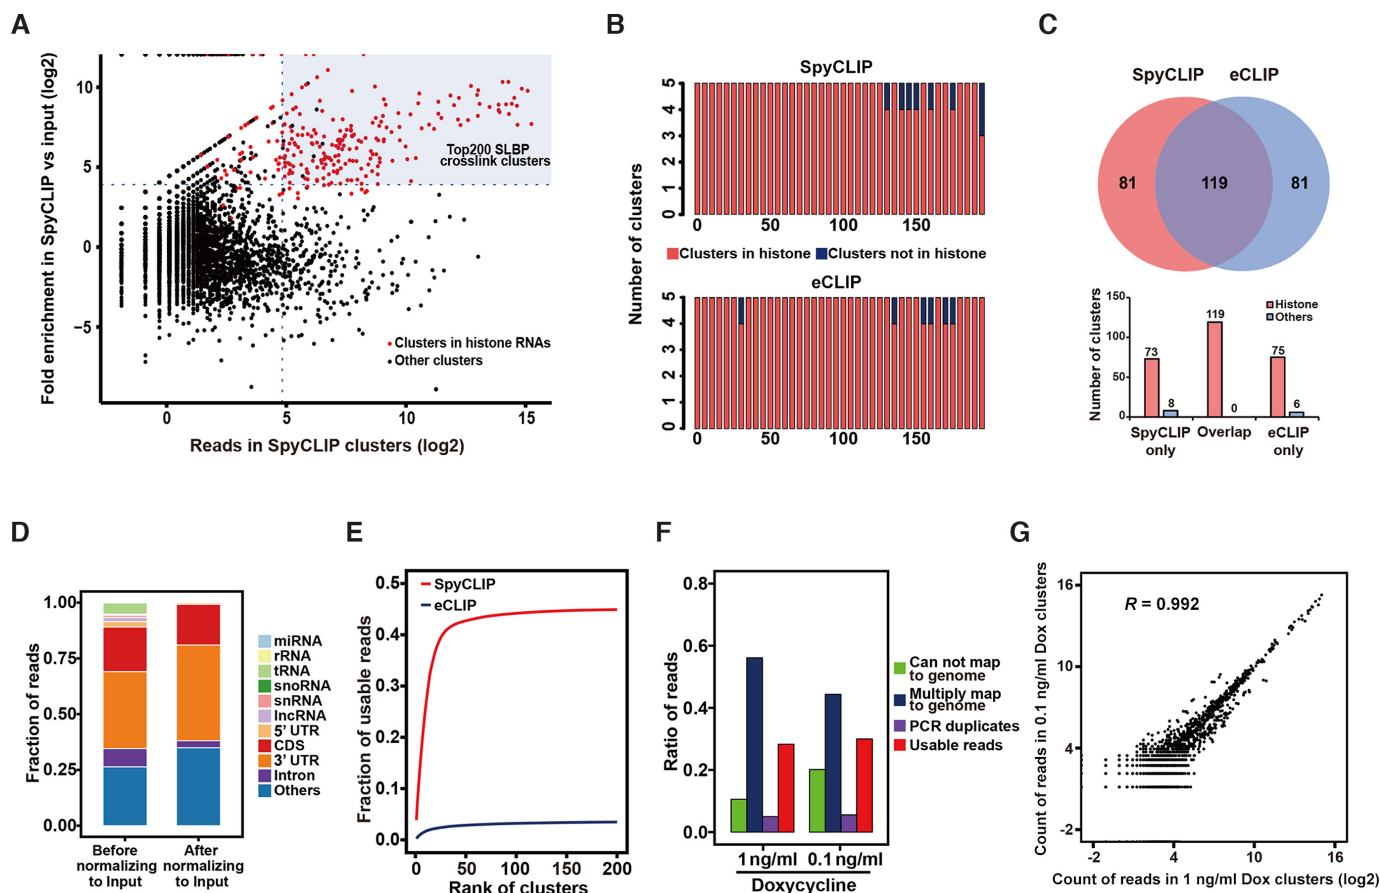 A
Fold enrichment in SpyCLIP vs input (log2)
10
5
0
−5
Top200 SLBP
crosslink clusters
Clusters in histone RNAs
Other clusters
0
5
10
15
Reads in SpyCLIP clusters (log2)
B
Number of clusters
SpyCLIP
5
4
3
2
1
0
0
50
100
150
Clusters in histone
Clusters not in histone
eCLIP
5
4
3
2
1
0
0
50
100
150
C
SpyCLIP
eCLIP
81
119
81
Number of clusters
150
100
50
0
Histone
Others
73
8
119
0
75
6
SpyCLIP
only
Overlap
eCLIP
only
D
Fraction of reads
1.00
0.75
0.50
0.25
0.00
Before
normalizing
to Input
After
normalizing
to Input
miRNA
rRNA
tRNA
snoRNA
snRNA
lncRNA
5' UTR
CDS
3' UTR
Intron
Others
E
Fraction of usable reads
0.5
0.4
0.3
0.2
0.1
0.0
SpyCLIP
eCLIP
0
50
100
150
200
Rank of clusters
F
Ratio of reads
0.8
0.6
0.4
0.2
0.0
1 ng/ml
0.1 ng/ml
Doxycycline
Can not map
to genome
Multiply map
to genome
PCR duplicates
Usable reads
G
Count of reads in 0.1 ng/ml Dox clusters
16
10
4
-2
R = 0.992
-2
4
10
16
Count of reads in 1 ng/ml Dox clusters (log2)